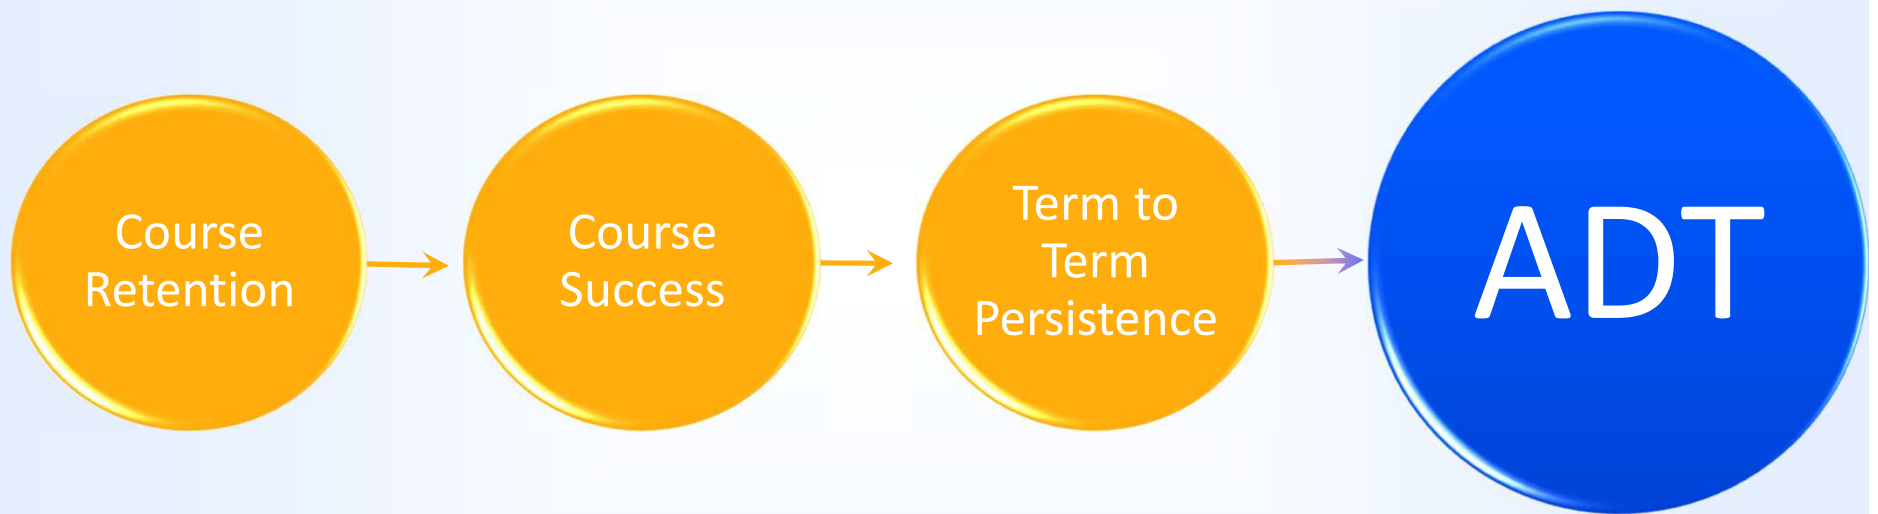 Course
Retention
Course
Success
Term to
Term
Persistence
ADT